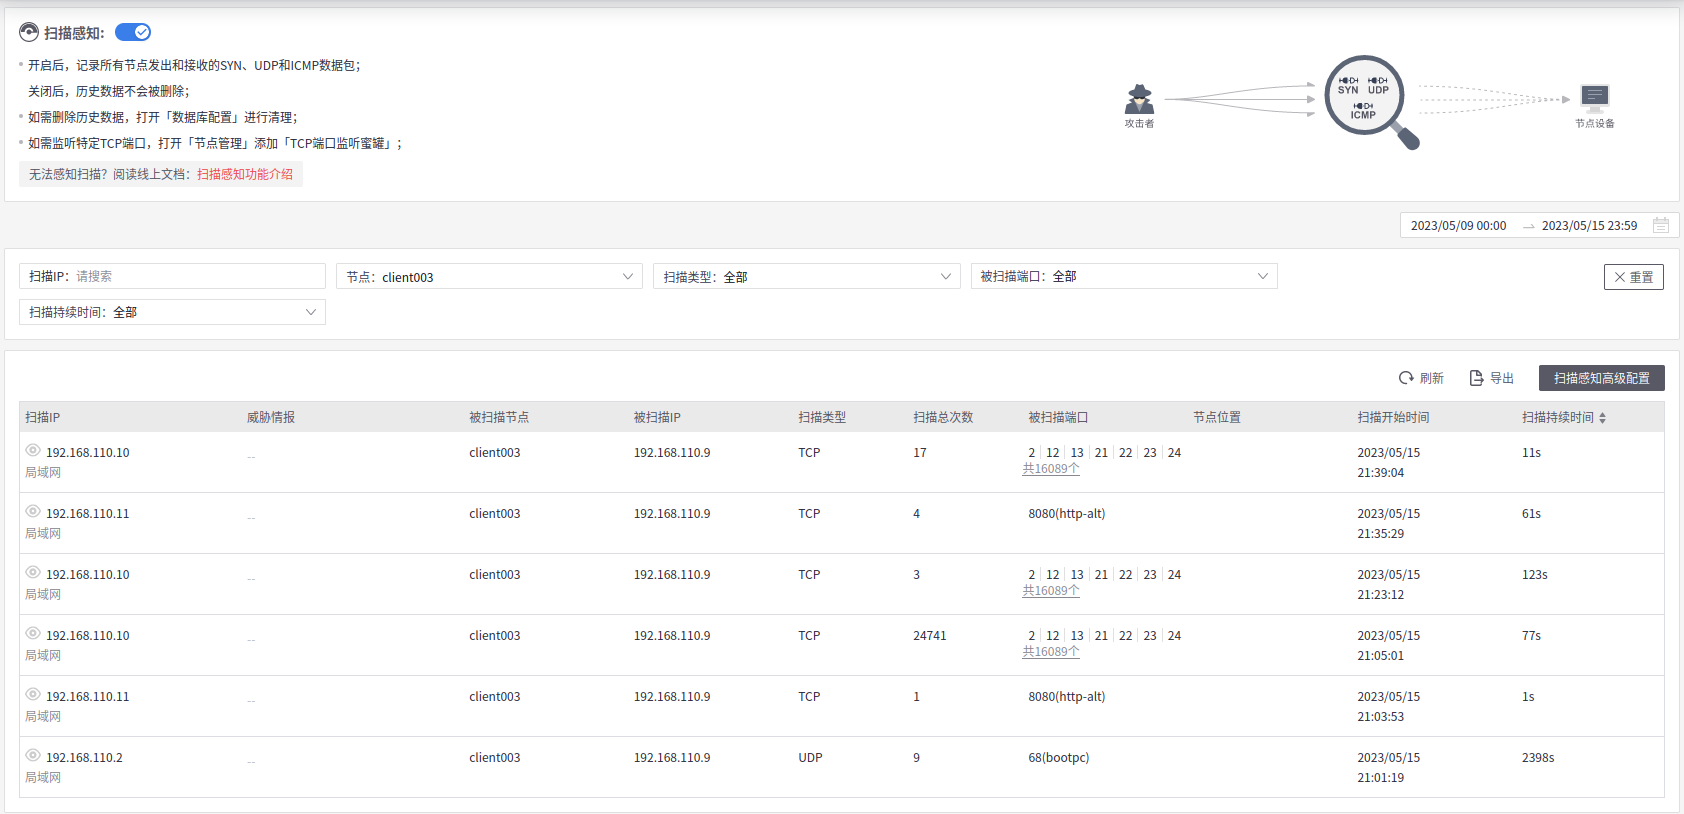 扫描感知:
开启后，记录所有节点发出和接收的SYN、UDP和ICMP数据包；
关闭后，历史数据不会被删除；
如需删除历史数据，打开「数据库配置」进行清理；
如需监听特定TCP端口，打开「节点管理」添加「TCP端口监听蜜罐」；
无法感知扫描？阅读线上文档：扫描感知功能介绍
攻击者
SYN UDP
ICMP
节点设备
2023/05/09 00:00 2023/05/15 23:59
扫描IP： 请搜索 节点： client003 扫描类型： 全部 被扫描端口： 全部 重置
扫描持续时间： 全部
刷新 导出 扫描感知高级配置
扫描IP 威胁情报 被扫描节点 被扫描IP 扫描类型 扫描总次数 被扫描端口 节点位置 扫描开始时间 扫描持续时间
192.168.110.10 -- client003 192.168.110.9 TCP 17 2 12 13 21 22 23 24 2023/05/15 11s
局域网 共16089个 21:39:04
192.168.110.11 -- client003 192.168.110.9 TCP 4 8080(http-alt) 2023/05/15 61s
局域网 21:35:29
192.168.110.10 -- client003 192.168.110.9 TCP 3 2 12 13 21 22 23 24 2023/05/15 123s
局域网 共16089个 21:23:12
192.168.110.10 -- client003 192.168.110.9 TCP 24741 2 12 13 21 22 23 24 2023/05/15 77s
局域网 共16089个 21:05:01
192.168.110.11 -- client003 192.168.110.9 TCP 1 8080(http-alt) 2023/05/15 1s
局域网 21:03:53
192.168.110.2 -- client003 192.168.110.9 UDP 9 68(bootpc) 2023/05/15 2398s
局域网 21:01:19